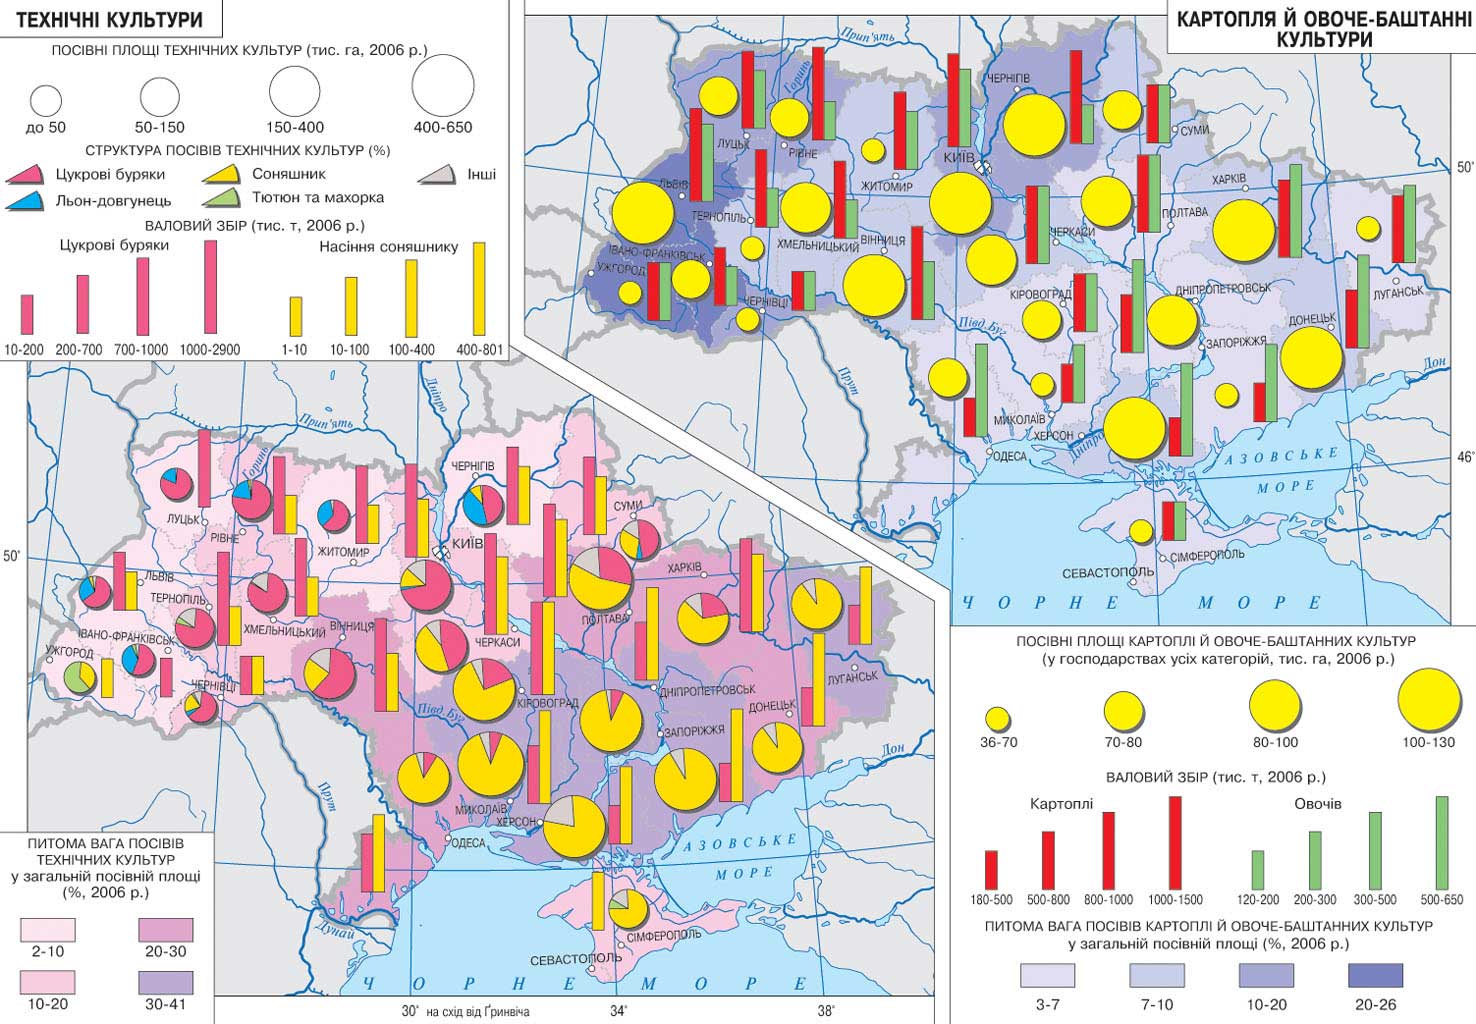 ТЕХНІЧНІ КУЛЬТУРИ
ПОСІВНІ ПЛОЩІ ТЕХНІЧНИХ КУЛЬТУР (тис. га, 2006 р.)
до 50
50-150
150-400
400-650
СТРУКТУРА ПОСІВІВ ТЕХНІЧНИХ КУЛЬТУР (%)
Цукрові буряки
Соняшник
Інші
Льон-довгунець
Тютюн та махорка
ВАЛОВИЙ ЗБІР (тис. т, 2006 р.)
Цукрові буряки
Насіння соняшнику
10-200
200-700
700-1000
1000-2900
1-10
10-100
100-400
400-801
КАРТОПЛЯ Й ОВОЧЕ-БАШТАННІ
КУЛЬТУРИ
Прип'ять
Горинь
ЧЕРНІГІВ
СУМИ
50°
ЛУЦЬК
РІВНЕ
КИЇВ
ЖИТОМИР
ХАРКІВ
ЛЬВІВ
ТЕРНОПІЛЬ
ПОЛТАВА
ХМЕЛЬНИЦЬКИЙ
ВІННИЦЯ
ЧЕРКАСИ
ІВАНО-ФРАНКІВСЬК
УЖГОРОД
ЧЕРНІВЦІ
КІРОВОГРАД
ДНІПРОПЕТРОВСЬК
ЛУГАНСЬК
Півд.Буг
ДОНЕЦЬК
ЗАПОРІЖЖЯ
Прут
Дон
МИКОЛАЇВ
ХЕРСОН
Дніпро
ОДЕСА
АЗОВСЬКЕ
МОРЕ
46°
СІМФЕРОПОЛЬ
СЕВАСТОПОЛЬ
ЧОРНЕ МОРЕ
Дніпро
Прип'ять
Горинь
ЧЕРНІГІВ
СУМИ
ЛУЦЬК
РІВНЕ
КИЇВ
ЖИТОМИР
50°
ХАРКІВ
ЛЬВІВ
ТЕРНОПІЛЬ
ПОЛТАВА
ХМЕЛЬНИЦЬКИЙ
ВІННИЦЯ
ЧЕРКАСИ
ІВАНО-ФРАНКІВСЬК
УЖГОРОД
ЧЕРНІВЦІ
ЛУГАНСЬК
ДНІПРОПЕТРОВСЬК
КІРОВОГРАД
ДОНЕЦЬК
Півд.Буг
ЗАПОРІЖЖЯ
Дон
Прут
МИКОЛАЇВ
ХЕРСОН
ОДЕСА
АЗОВСЬКЕ
МОРЕ
Дунай
СІМФЕРОПОЛЬ
СЕВАСТОПОЛЬ
ЧОРНЕ МОРЕ
30° на схід від Ґринвіча
34°
38°
ПИТОМА ВАГА ПОСІВІВ
ТЕХНІЧНИХ КУЛЬТУР
у загальній посівній площі
(%, 2006 р.)
2-10
20-30
10-20
30-41
ПОСІВНІ ПЛОЩІ КАРТОПЛІ Й ОВОЧЕ-БАШТАННИХ КУЛЬТУР
(у господарствах усіх категорій, тис. га, 2006 р.)
36-70
70-80
80-100
100-130
ВАЛОВИЙ ЗБІР (тис. т, 2006 р.)
Картоплі
Овочів
180-500
500-800
800-1000
1000-1500
120-200
200-300
300-500
500-650
ПИТОМА ВАГА ПОСІВІВ КАРТОПЛІ Й ОВОЧЕ-БАШТАННИХ КУЛЬТУР
у загальній посівній площі (%, 2006 р.)
3-7
7-10
10-20
20-26